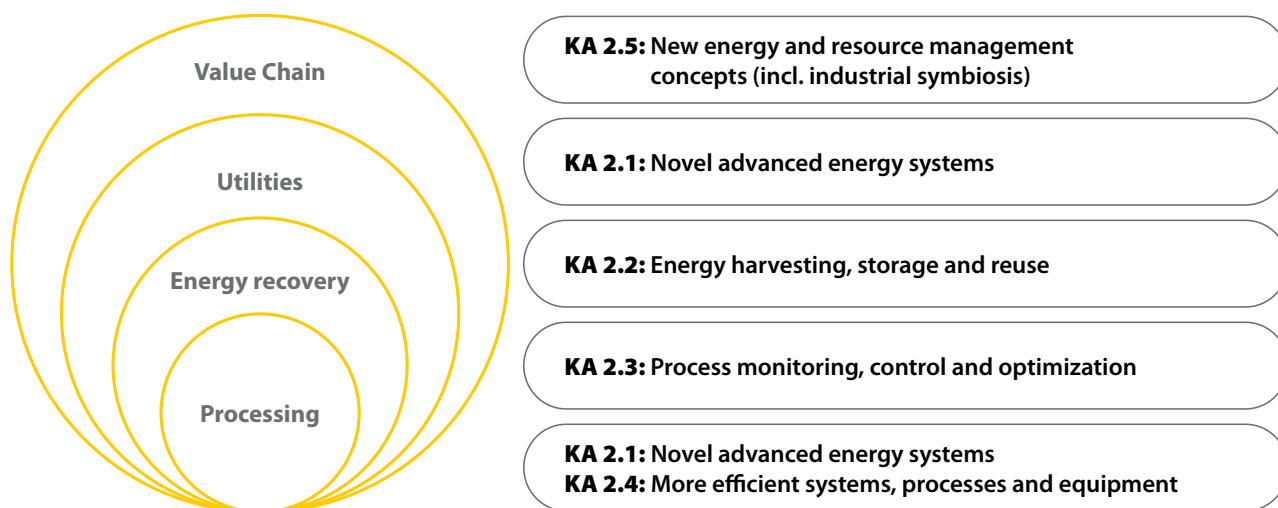 Value Chain
Utilities
Energy recovery
Processing
KA 2.5: New energy and resource management
concepts (incl. industrial symbiosis)
KA 2.1: Novel advanced energy systems
KA 2.2: Energy harvesting, storage and reuse
KA 2.3: Process monitoring, control and optimization
KA 2.1: Novel advanced energy systems
KA 2.4: More efficient systems, processes and equipment